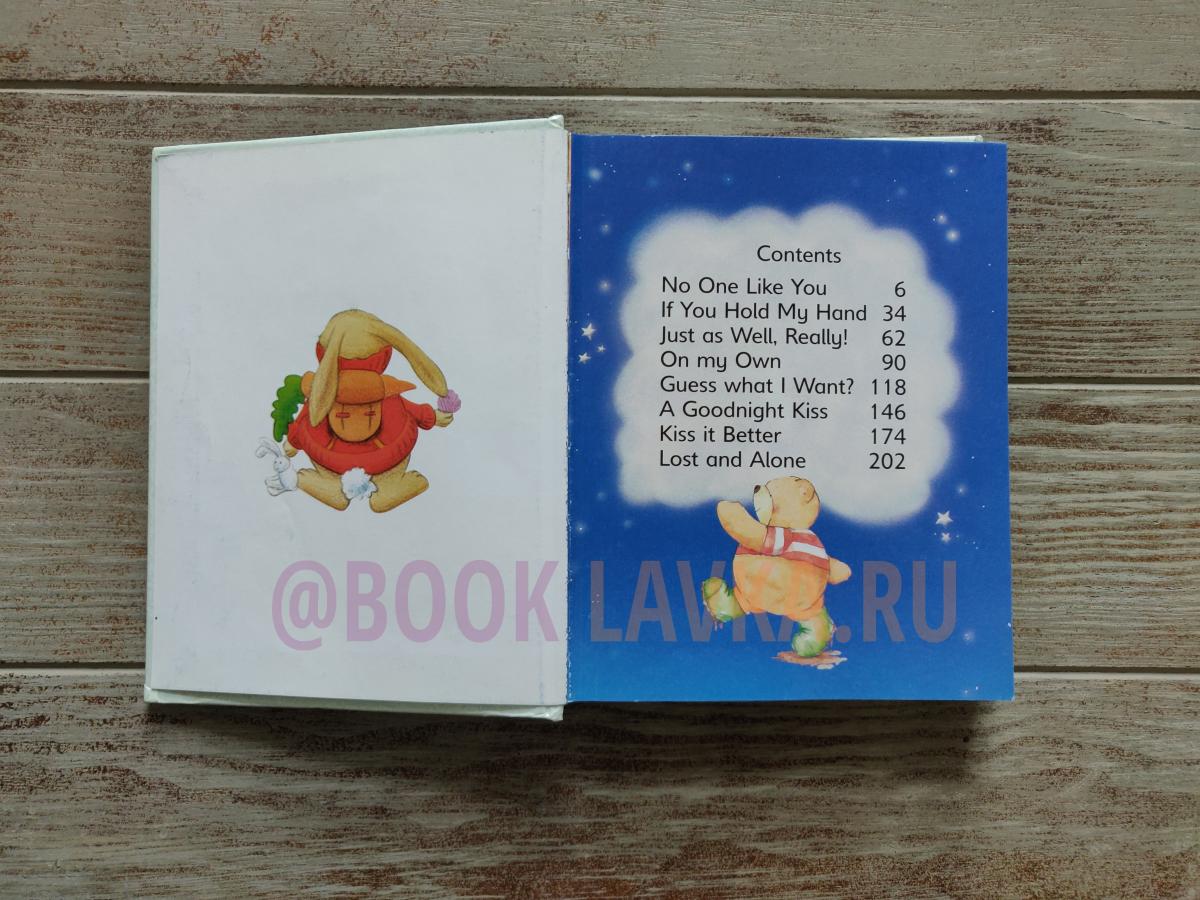 Contents
No One Like You 6
If You Hold My Hand 34
Just as Well, Really! 62
On my Own 90
Guess what I Want? 118
A Goodnight Kiss 146
Kiss it Better 174
Lost and Alone 202
@BOOK LAVKA.RU